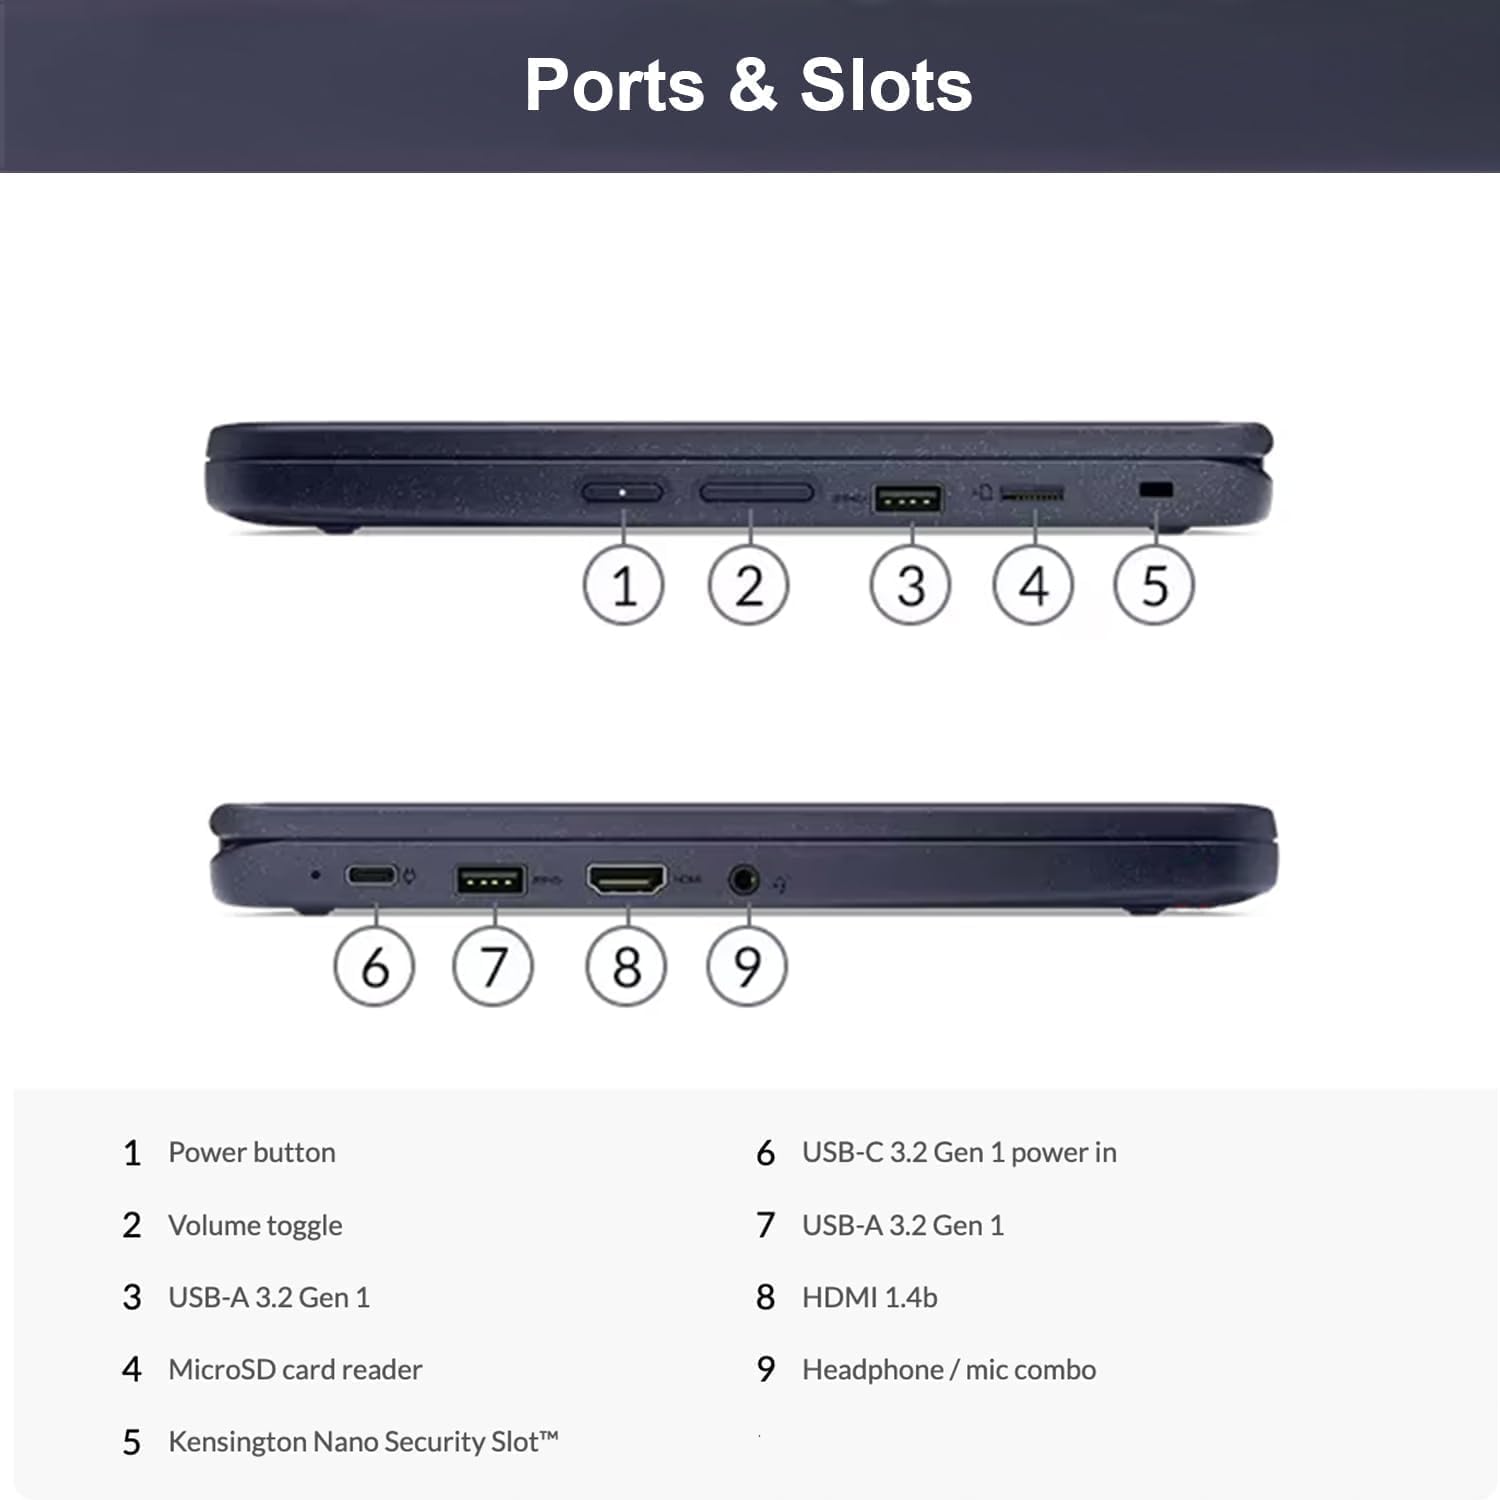 Ports & Slots
1 2 3 4 5
HDMI
6 7 8 9
1 Power button
2 Volume toggle
3 USB-A 3.2 Gen 1
4 MicroSD card reader
5 Kensington Nano Security Slot™
6 USB-C 3.2 Gen 1 power in
7 USB-A 3.2 Gen 1
8 HDMI 1.4b
9 Headphone / mic combo